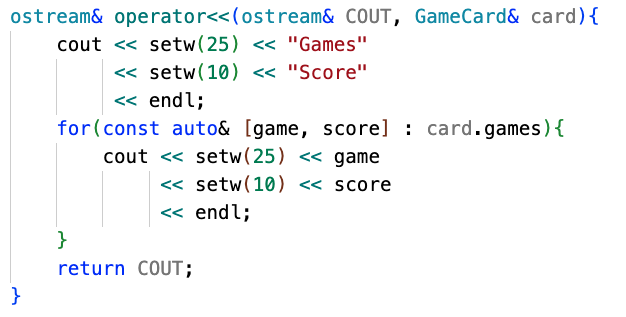 ostream& operator<<(ostream& COUT, GameCard& card){
    cout << setw(25) << "Games"
         << setw(10) << "Score"
         << endl;
    for(const auto& [game, score] : card.games){
        cout << setw(25) << game
             << setw(10) << score
             << endl;
    }
    return COUT;
}